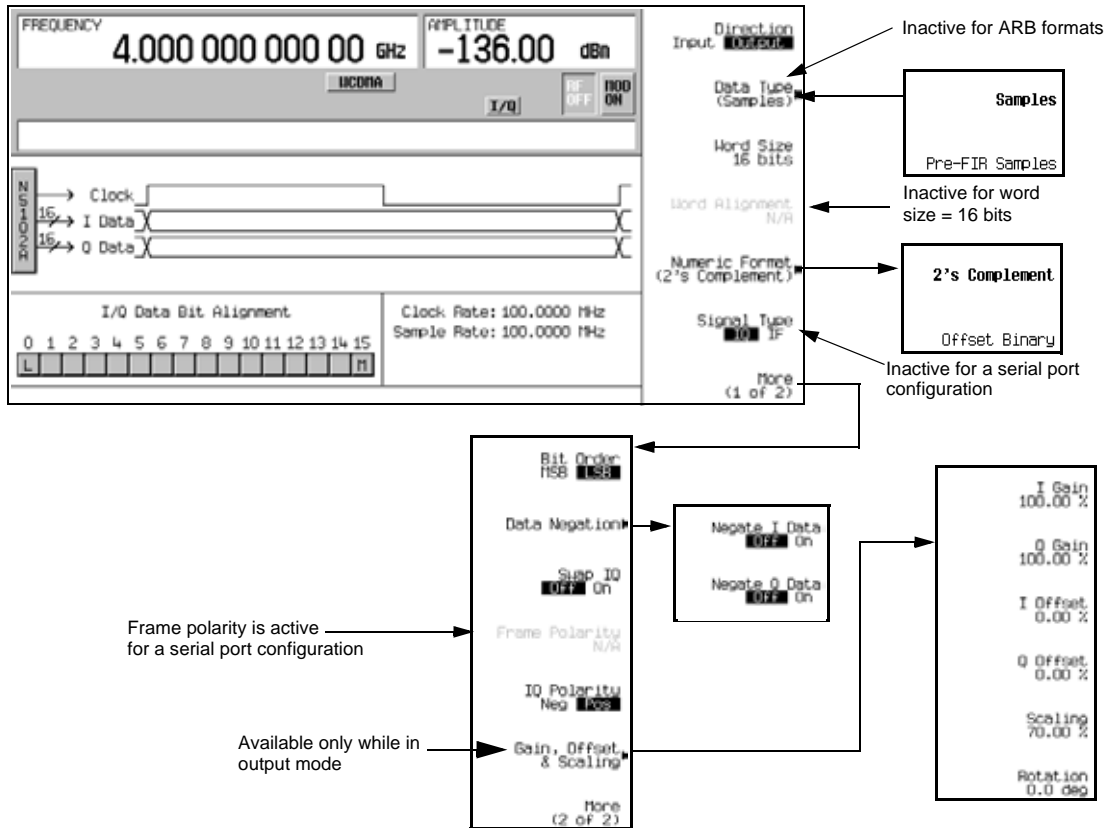 FREQUENCY
4.000 000 000 00 GHz
AMPLITUDE
-136.00 dBm
WCDMA
I/Q
RF OFF
MOD ON
N5102A
Clock
16
I Data
16
Q Data
I/Q Data Bit Alignment
0 1 2 3 4 5 6 7 8 9 10 11 12 13 14 15
L
M
Clock Rate: 100.0000 MHz
Sample Rate: 100.0000 MHz
Direction
Input Output
Data Type
(Samples)
Word Size
16 bits
Word Alignment
N/A
Numeric Format
(2's Complement)
Signal Type
IQ IF
More
(1 of 2)
Inactive for ARB formats
Samples
Pre-FIR Samples
Inactive for word
size = 16 bits
2's Complement
Offset Binary
Inactive for a serial port
configuration
Bit Order
MSB LSB
Data Negation
Swap IQ
Off On
Frame Polarity
N/A
IQ Polarity
Neg Pos
Gain, Offset
& Scaling
More
(2 of 2)
Negate I Data
Off On
Negate Q Data
Off On
Frame polarity is active
for a serial port configuration
Available only while in
output mode
I Gain
100.00 %
Q Gain
100.00 %
I Offset
0.00 %
Q Offset
0.00 %
Scaling
70.00 %
Rotation
0.0 deg